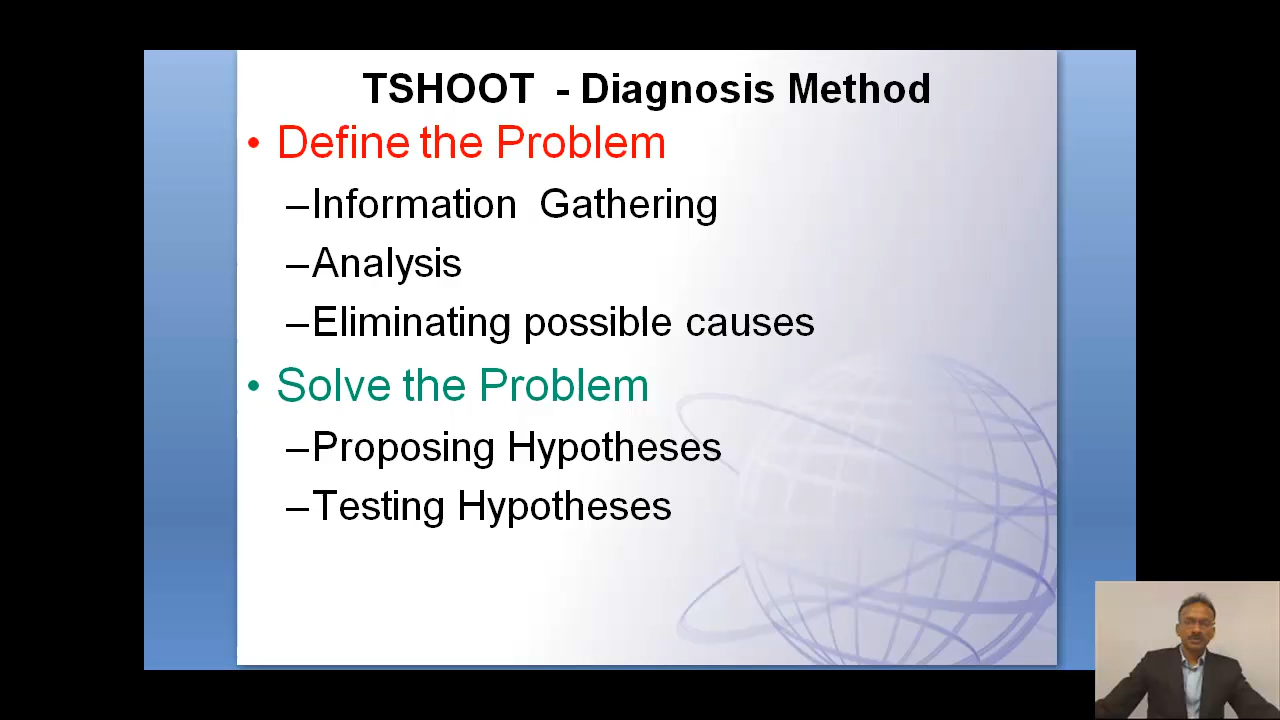 TSHOOT - Diagnosis Method
• Define the Problem
–Information Gathering
–Analysis
–Eliminating possible causes
• Solve the Problem
–Proposing Hypotheses
–Testing Hypotheses